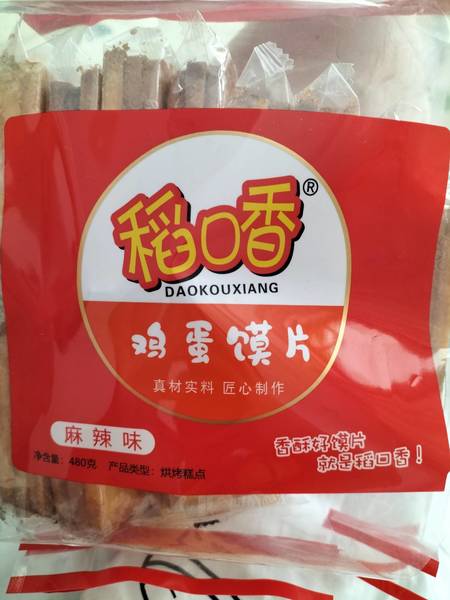 稻口香®
DAOKOUXIANG
鸡蛋馍片
真材实料 匠心制作
麻辣味
香酥好馍片
就是稻口香！
净含量：480克 产品类型：烘烤糕点